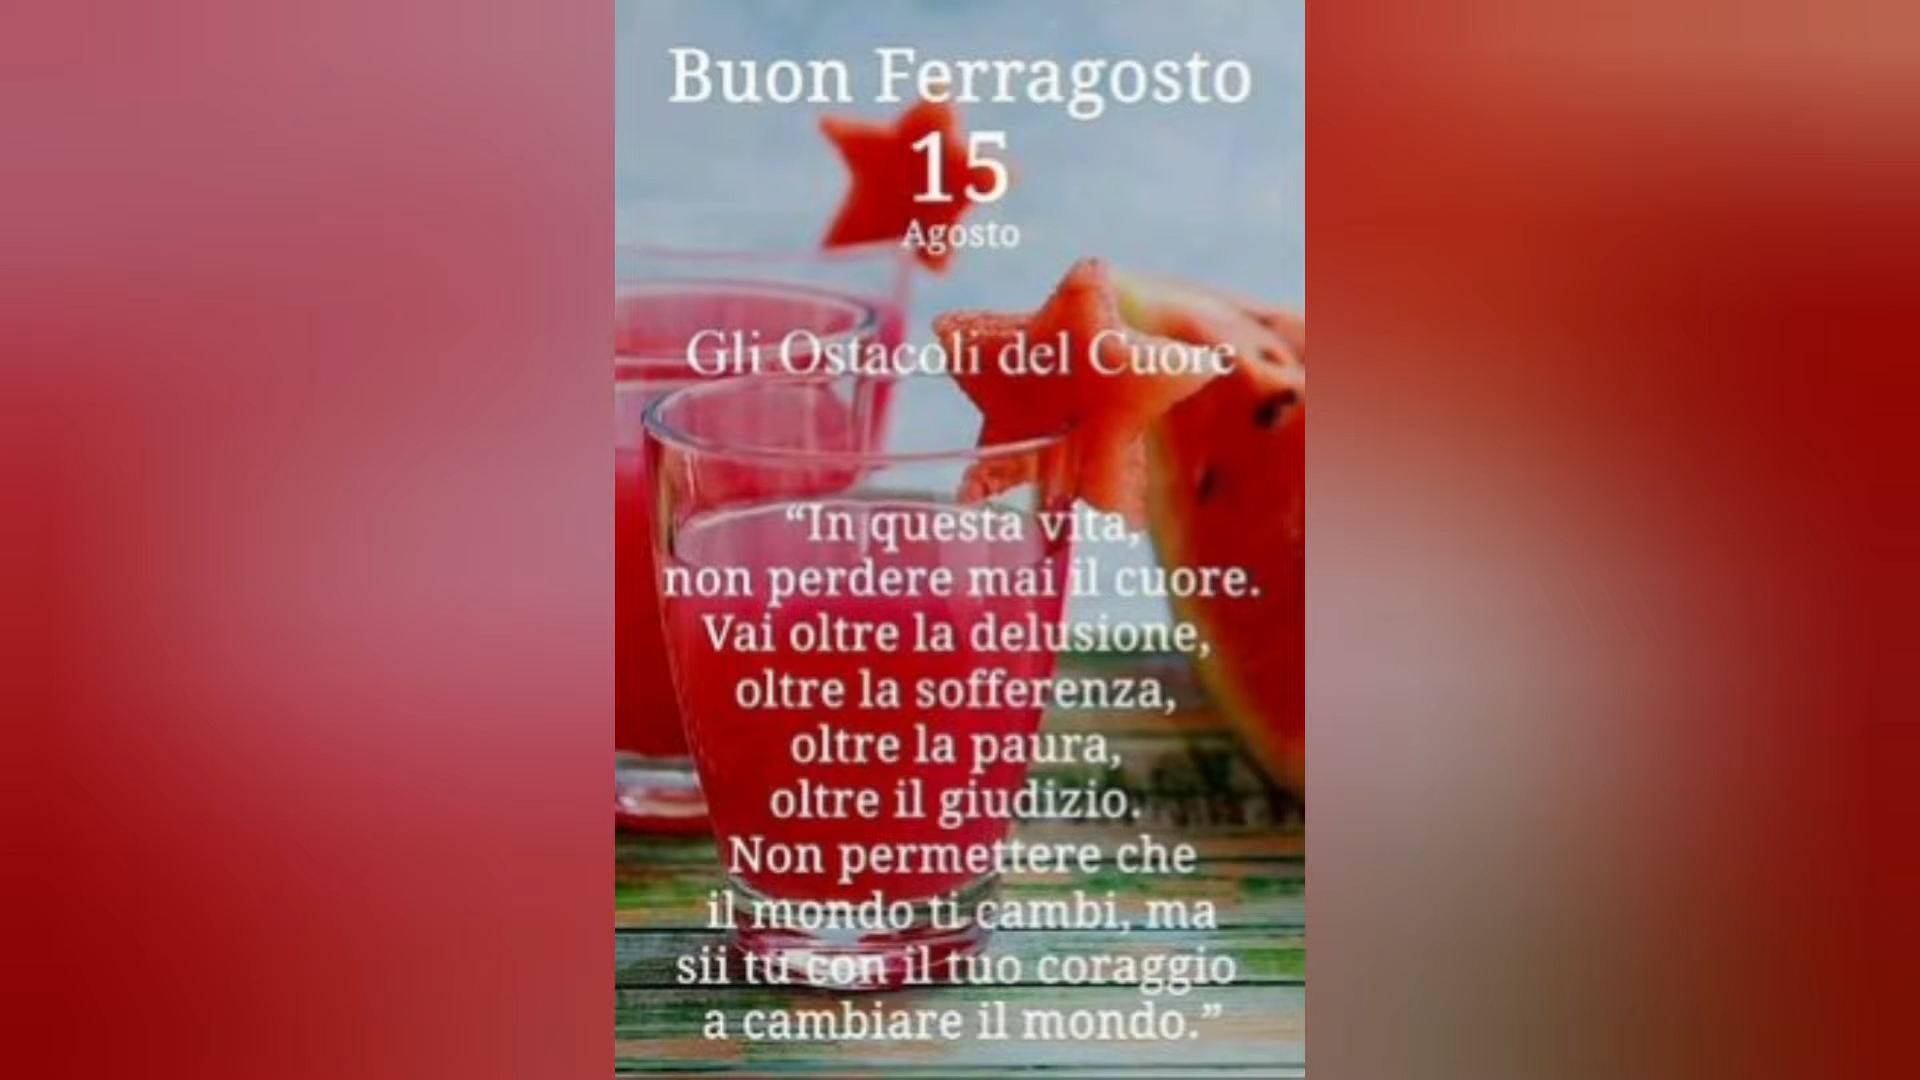 Buon Ferragosto
15
Agosto
Gli Ostacoli del Cuore
“In questa vita,
non perdere mai il cuore.
Vai oltre la delusione,
oltre la sofferenza,
oltre la paura,
oltre il giudizio.
Non permettere che
il mondo ti cambi, ma
sii tu con il tuo coraggio
a cambiare il mondo.”